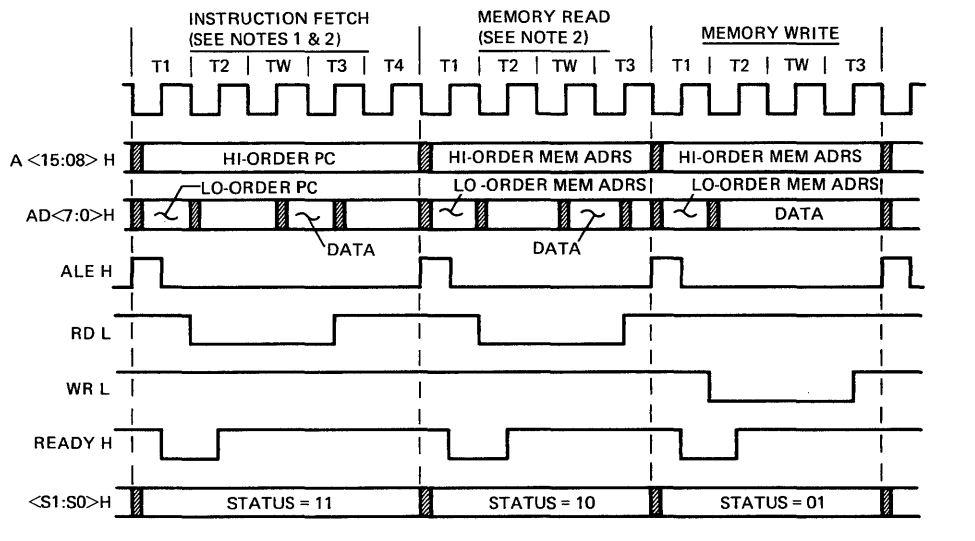 INSTRUCTION FETCH
(SEE NOTES 1 & 2)
MEMORY READ
(SEE NOTE 2)
MEMORY WRITE
T1 | T2 | TW | T3 | T4 | T1 | T2 | TW | T3 | T1 | T2 | TW | T3
A <15:08> H
HI-ORDER PC
HI-ORDER MEM ADRS
HI-ORDER MEM ADRS
LO-ORDER PC
LO -ORDER MEM ADRS
LO-ORDER MEM ADRS
AD<7:0>H
DATA
DATA
DATA
ALE H
RD L
WR L
READY H
<S1:S0>H
STATUS = 11
STATUS = 10
STATUS = 01